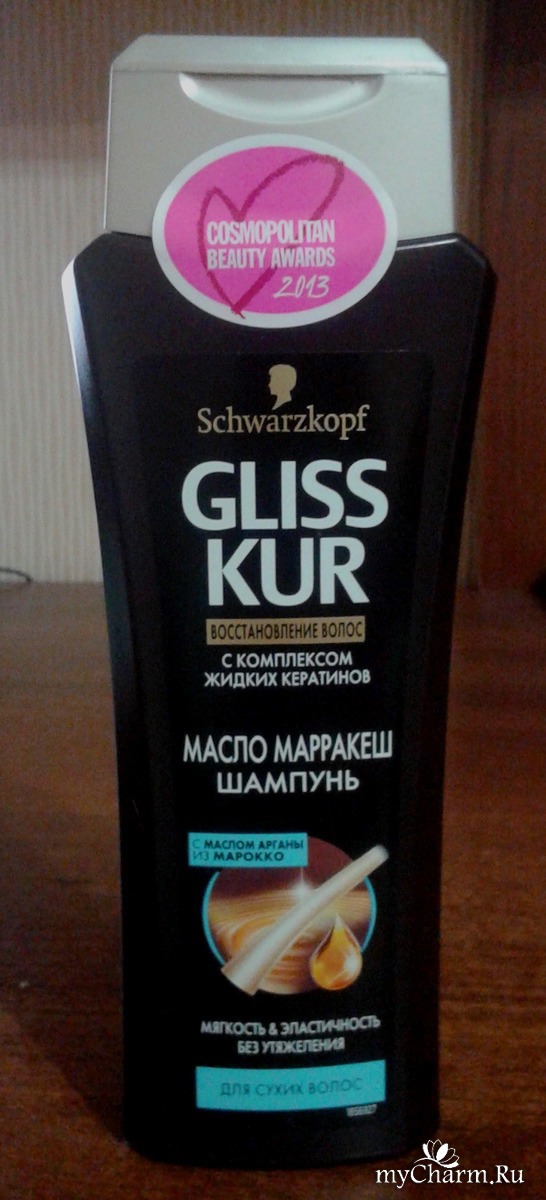 COSMOPOLITAN
BEAUTY AWARDS
2013
Schwarzkopf
GLISS
KUR
ВОССТАНОВЛЕНИЕ ВОЛОС
С КОМПЛЕКСОМ
ЖИДКИХ КЕРАТИНОВ
МАСЛО МАРРАКЕШ
ШАМПУНЬ
С МАСЛОМ АРГАНЫ
ИЗ МАРОККО
МЯГКОСТЬ & ЭЛАСТИЧНОСТЬ
БЕЗ УТЯЖЕЛЕНИЯ
ДЛЯ СУХИХ ВОЛОС
myCharm.Ru